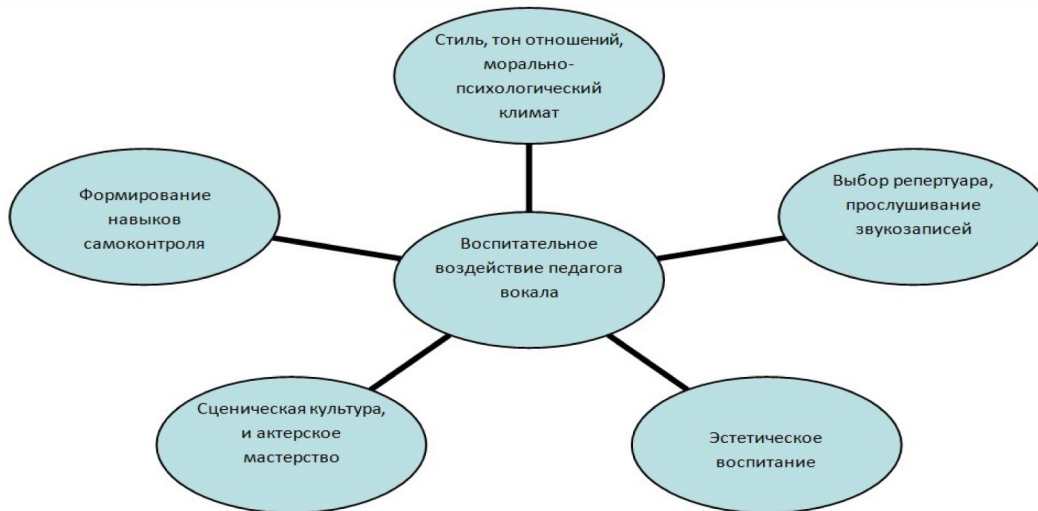 Стиль, тон отношений,
морально-
психологический
климат
Формирование
навыков
самоконтроля
Выбор репертуара,
прослушивание
звукозаписей
Воспитательное
воздействие педагога
вокала
Сценическая культура,
и актерское
мастерство
Эстетическое
воспитание